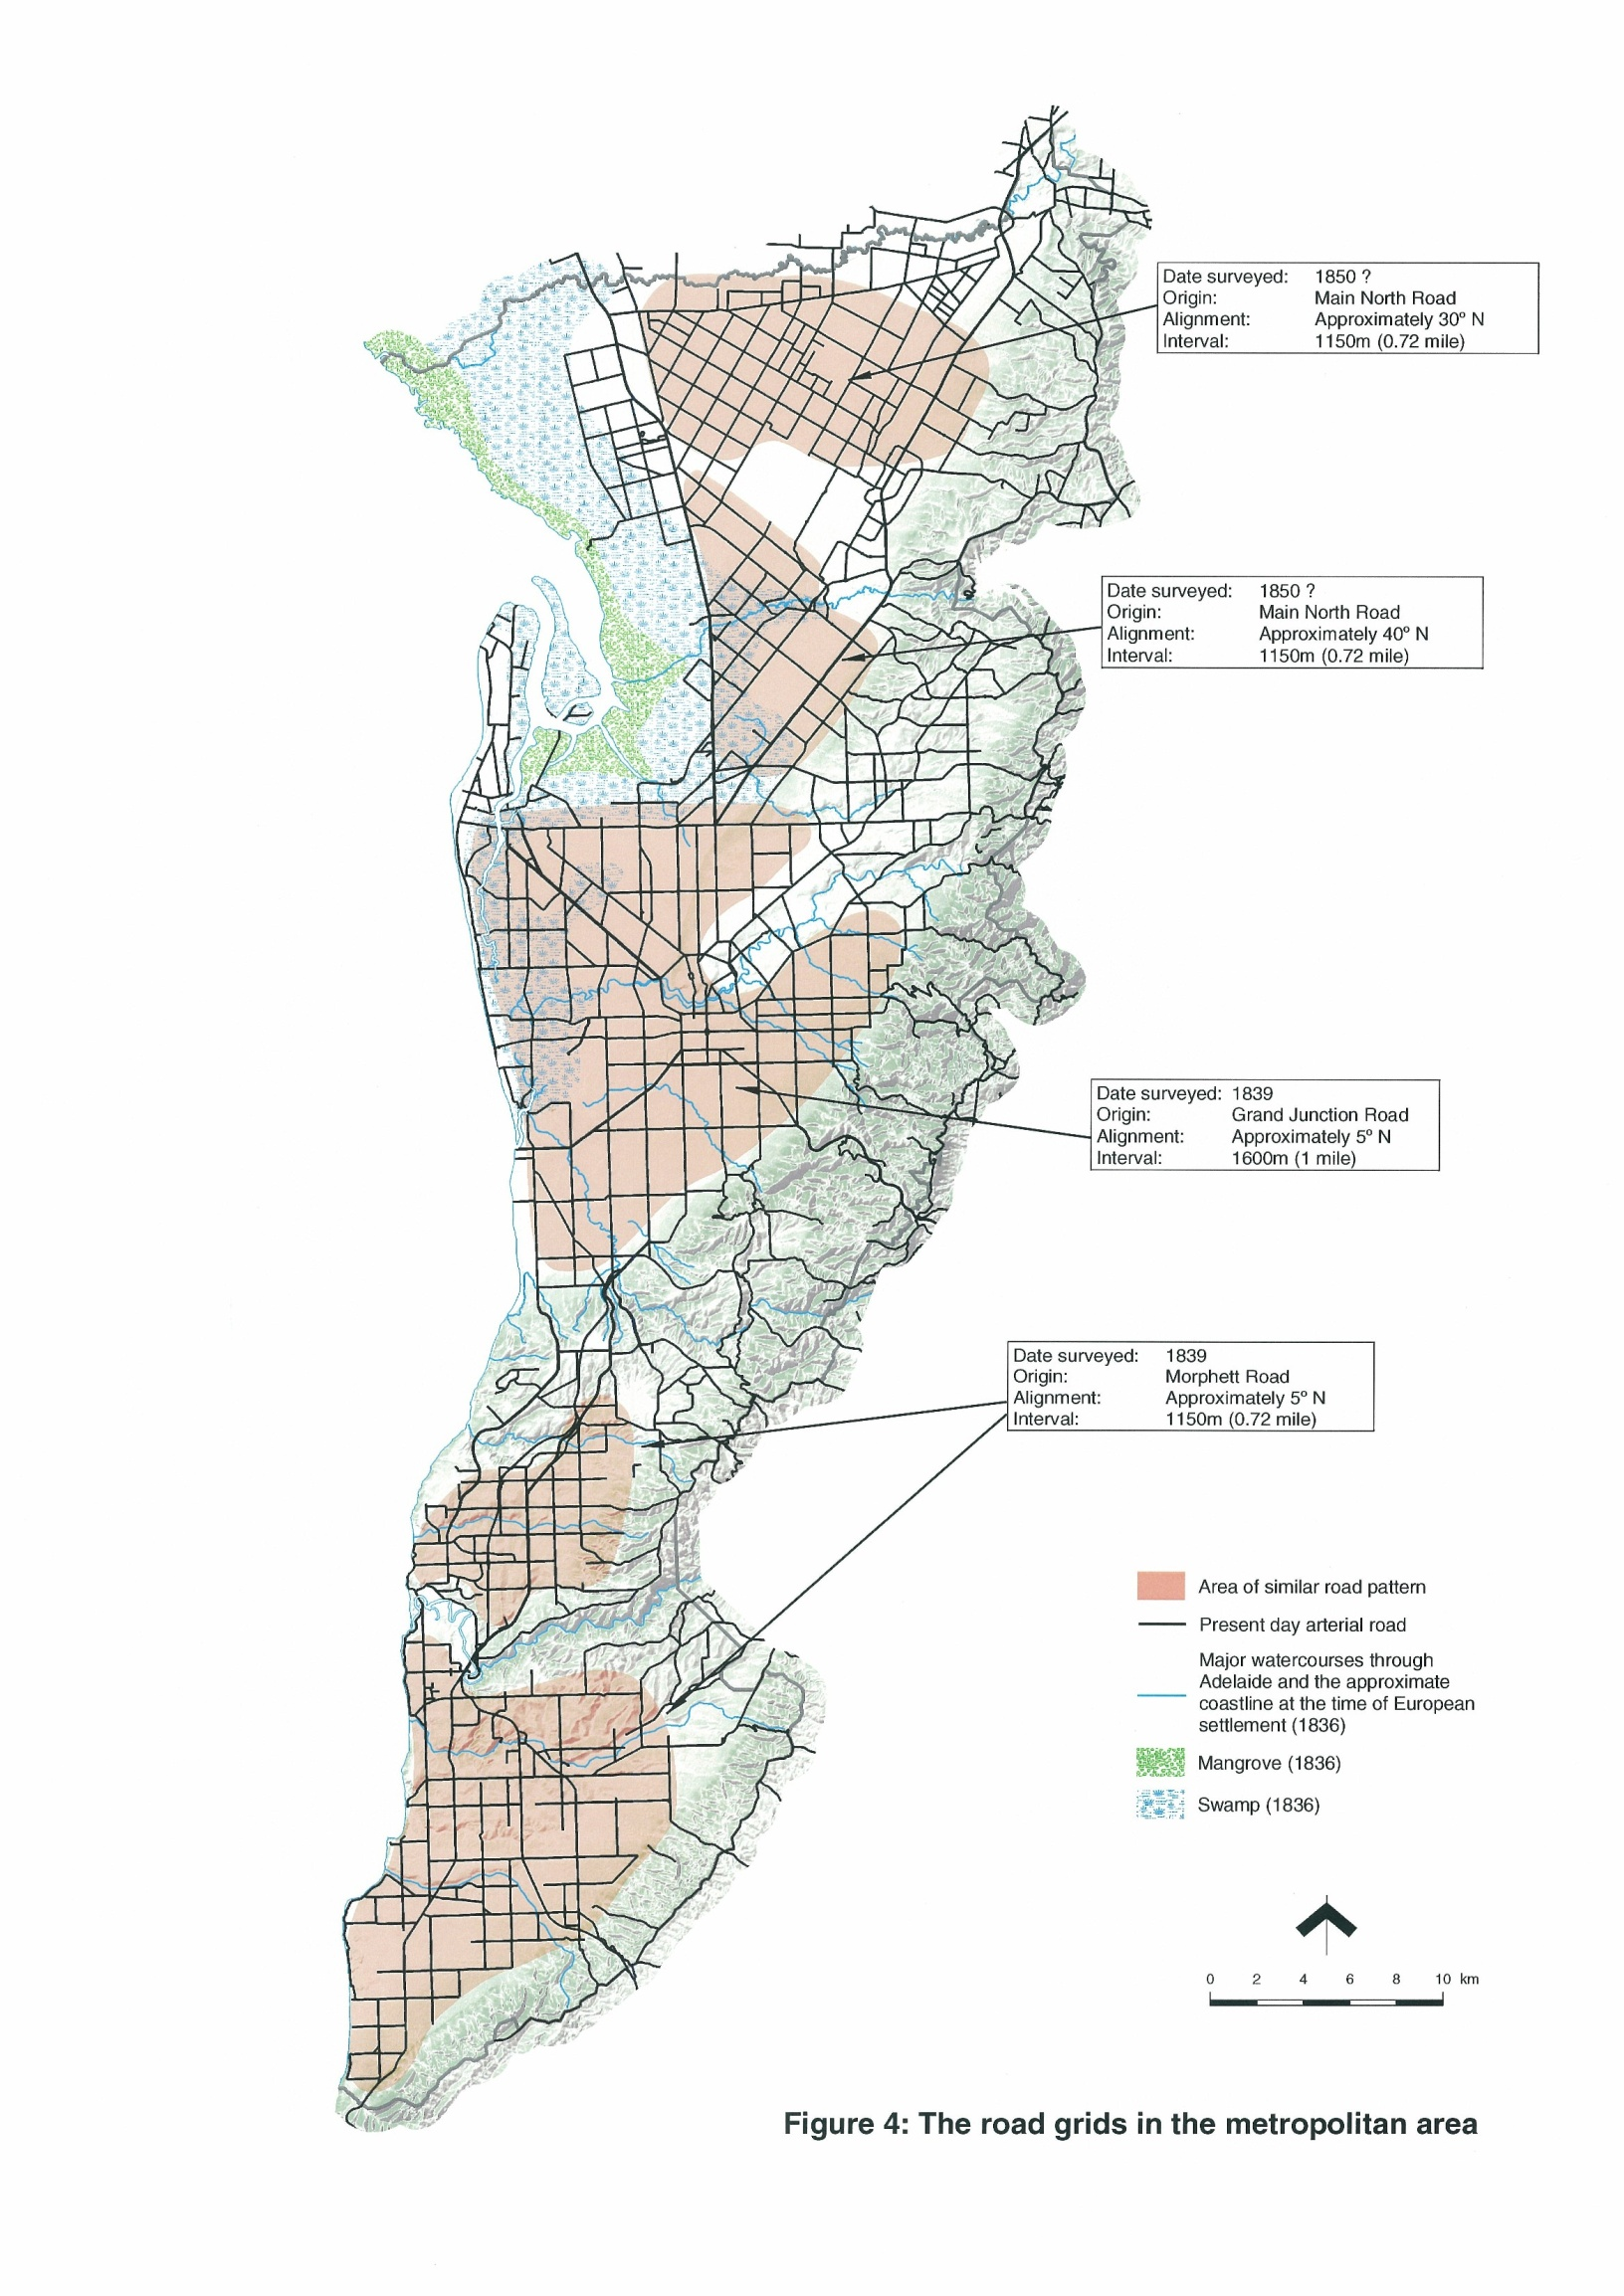 Date surveyed: 1850 ?
Origin: Main North Road
Alignment: Approximately 30º N
Interval: 1150m (0.72 mile)
Date surveyed: 1850 ?
Origin: Main North Road
Alignment: Approximately 40º N
Interval: 1150m (0.72 mile)
Date surveyed: 1839
Origin: Grand Junction Road
Alignment: Approximately 5º N
Interval: 1600m (1 mile)
Date surveyed: 1839
Origin: Morphett Road
Alignment: Approximately 5º N
Interval: 1150m (0.72 mile)
Area of similar road pattern
Present day arterial road
Major watercourses through
Adelaide and the approximate
coastline at the time of European
settlement (1836)
Mangrove (1836)
Swamp (1836)
0 2 4 6 8 10 km
Figure 4: The road grids in the metropolitan area